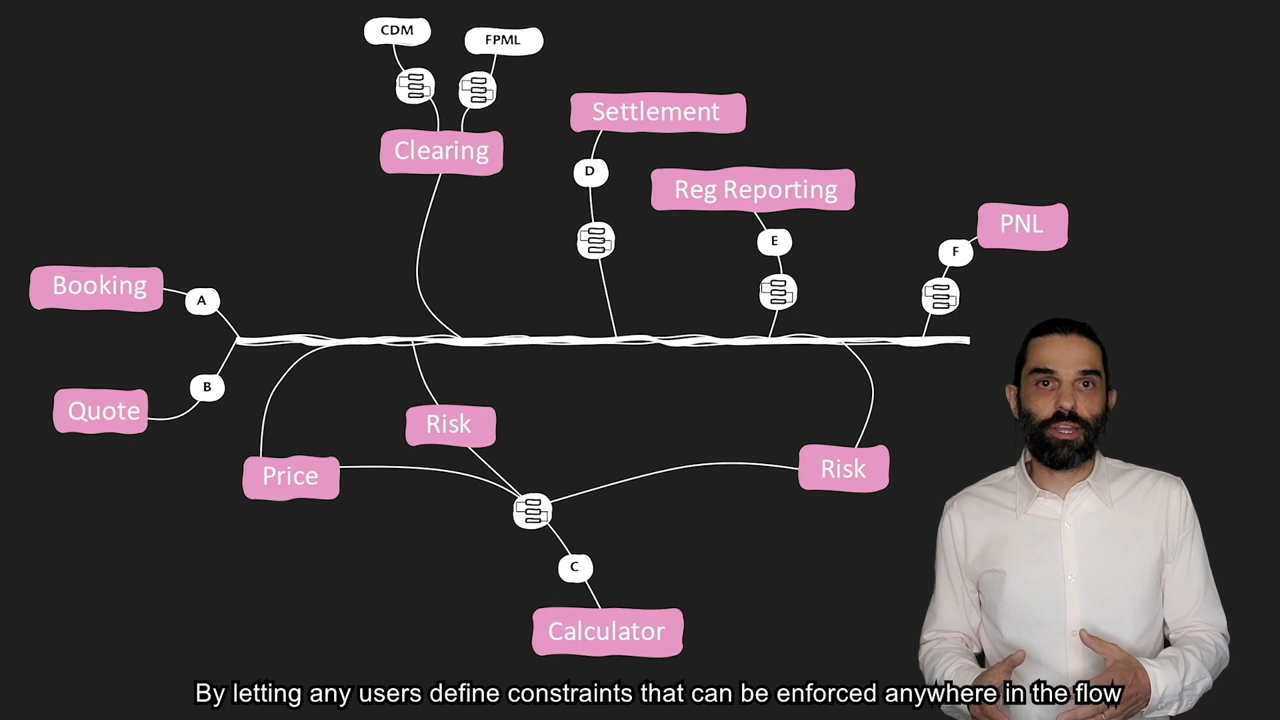 CDM
FPML
Settlement
Clearing
D
Reg Reporting
PNL
E
F
Booking
A
B
Quote
Risk
Price
Risk
C
Calculator
By letting any users define constraints that can be enforced anywhere in the flow